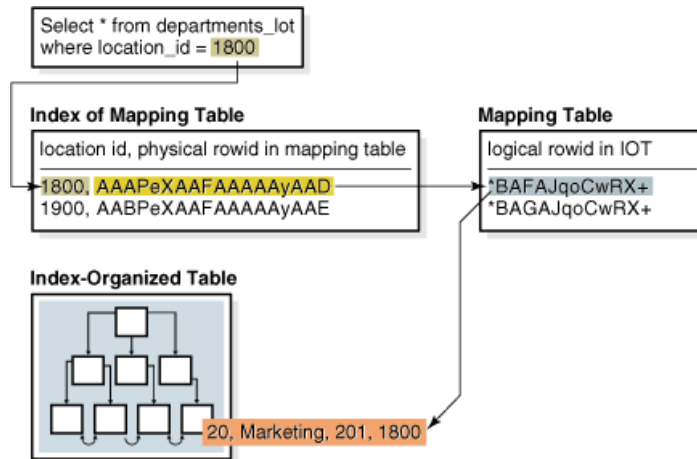 Select * from departments_lot
where location_id = 1800
Index of Mapping Table
location id, physical rowid in mapping table
1800, AAAPeXAAFAAAAAyAAD
1900, AABPeXAAFAAAAAyAAE
Mapping Table
logical rowid in IOT
*BAFAJqoCwRX+
*BAGAJqoCwRX+
Index-Organized Table
20, Marketing, 201, 1800